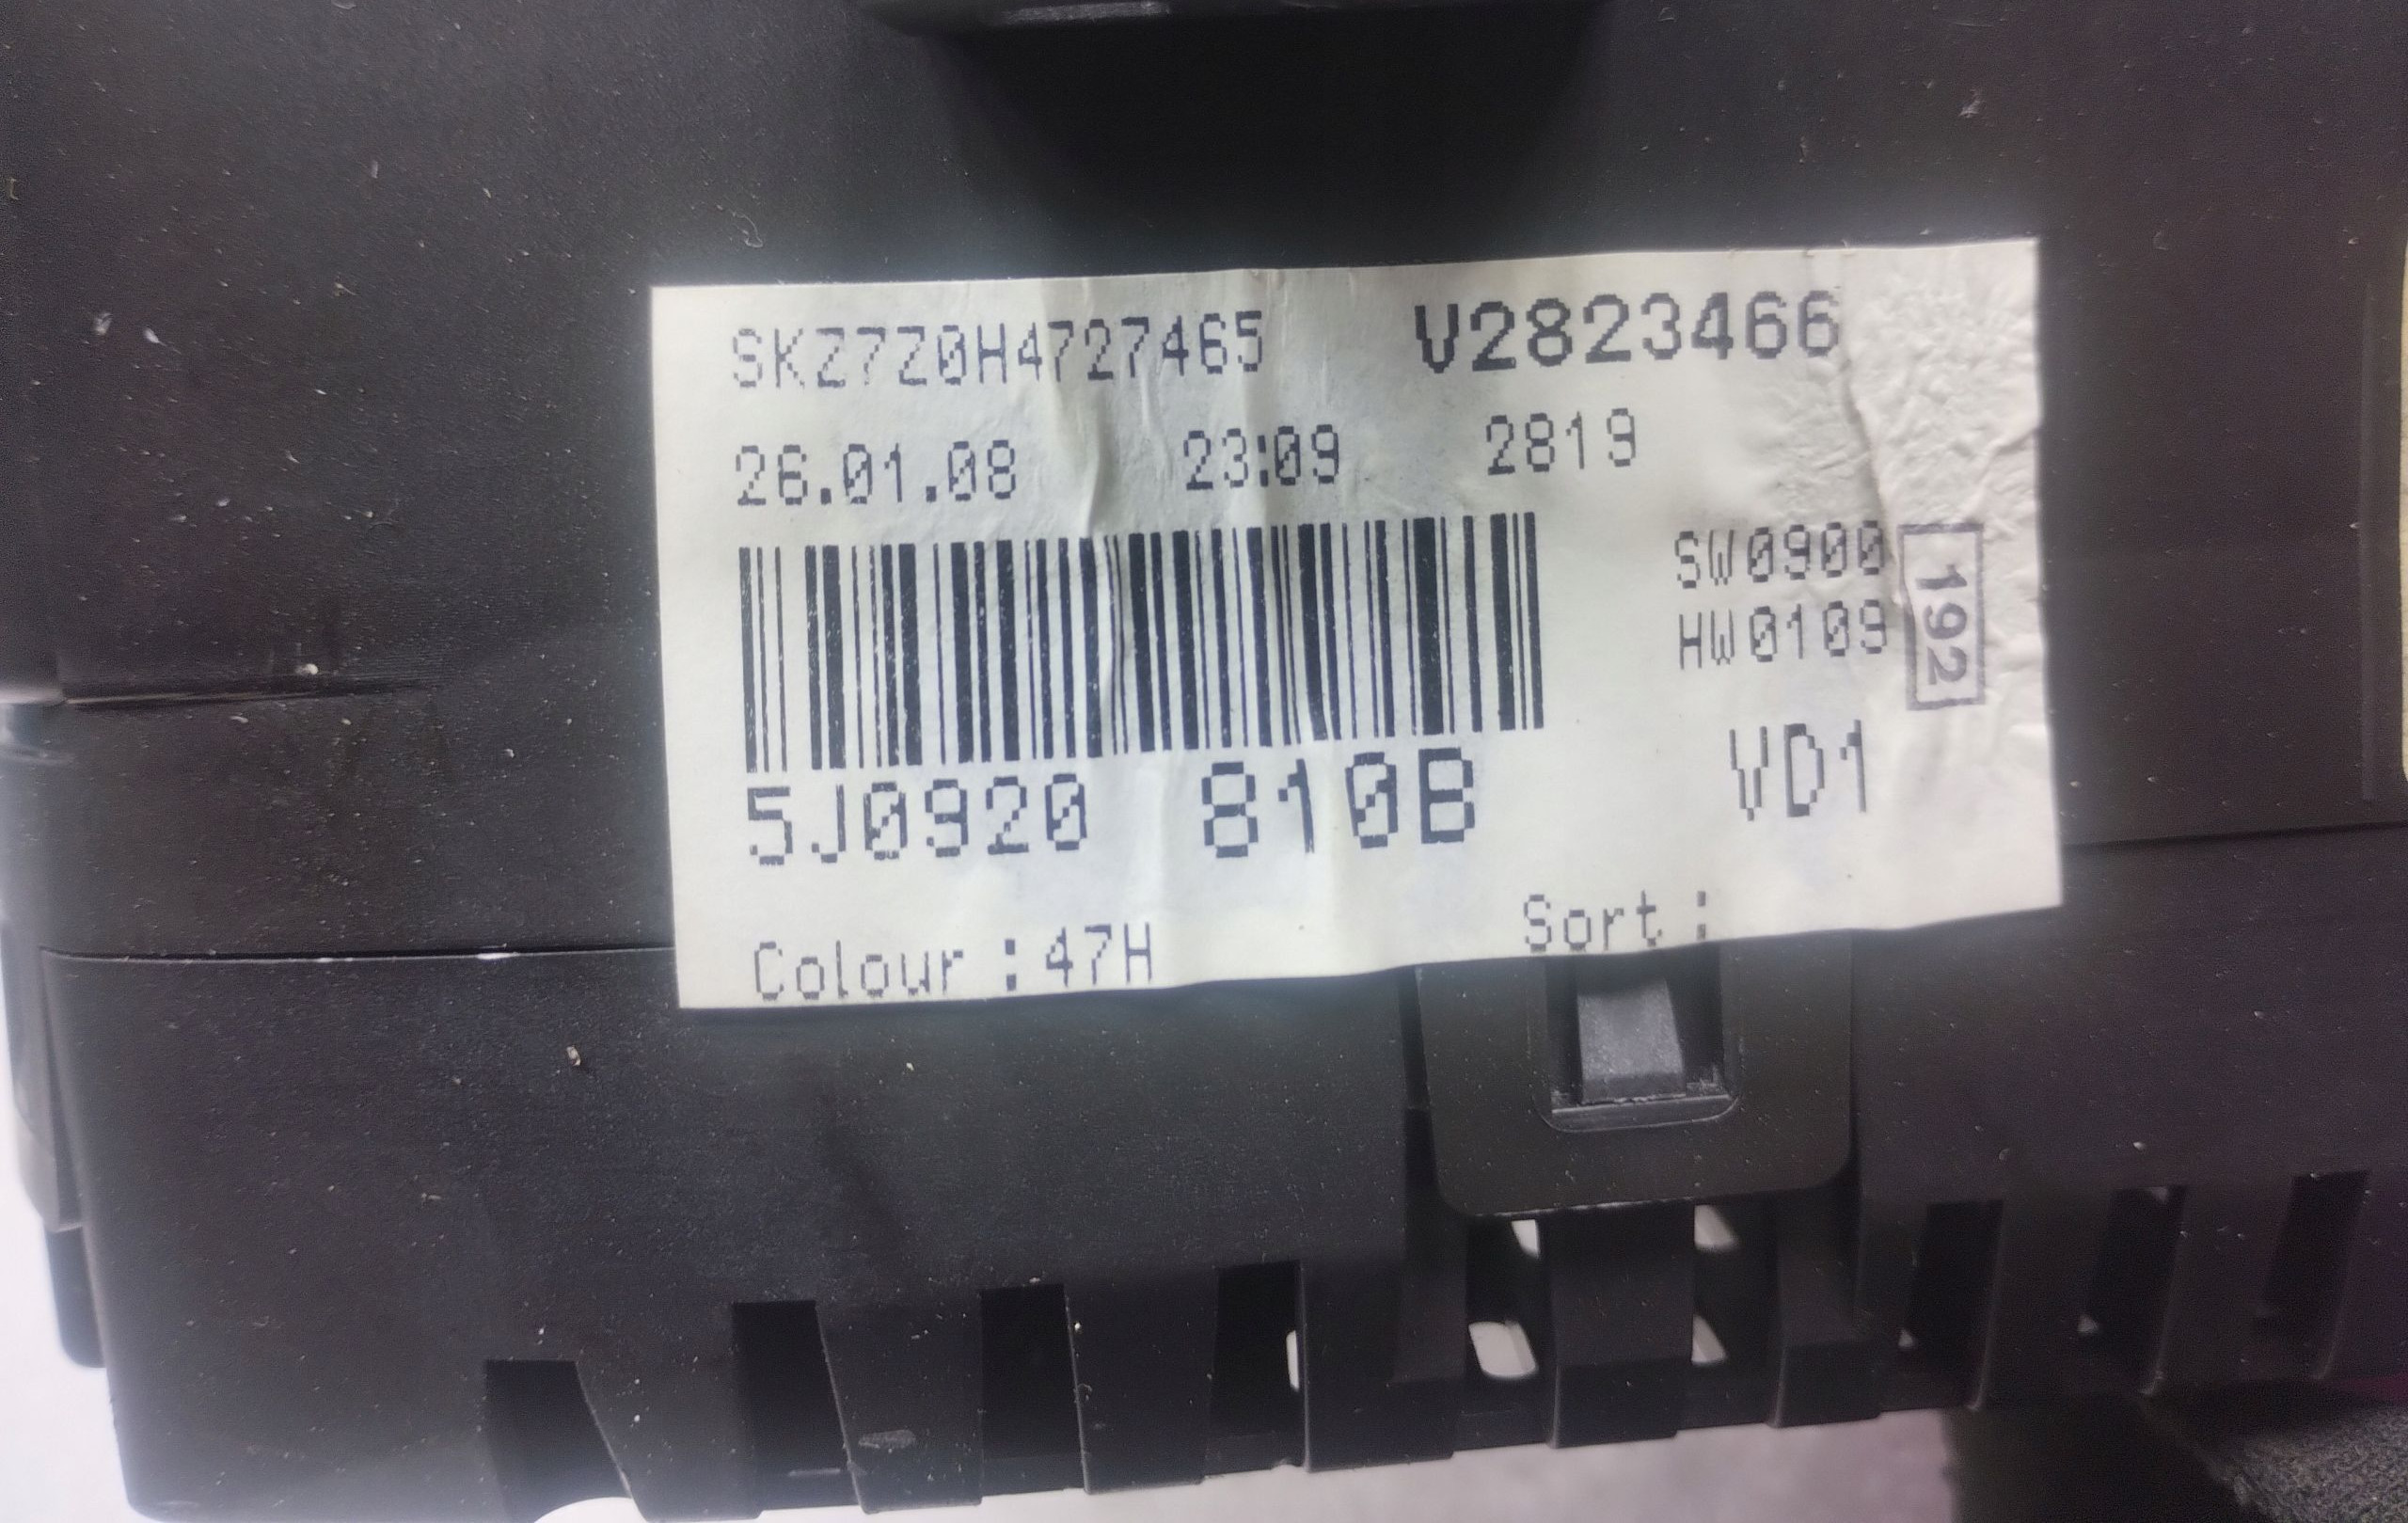 SKZ7Z0H4727465 V2823466
26.01.08 23:09 2819
SW0900
HW0109
192
5J0920 810B VD1
Colour :47H Sort :